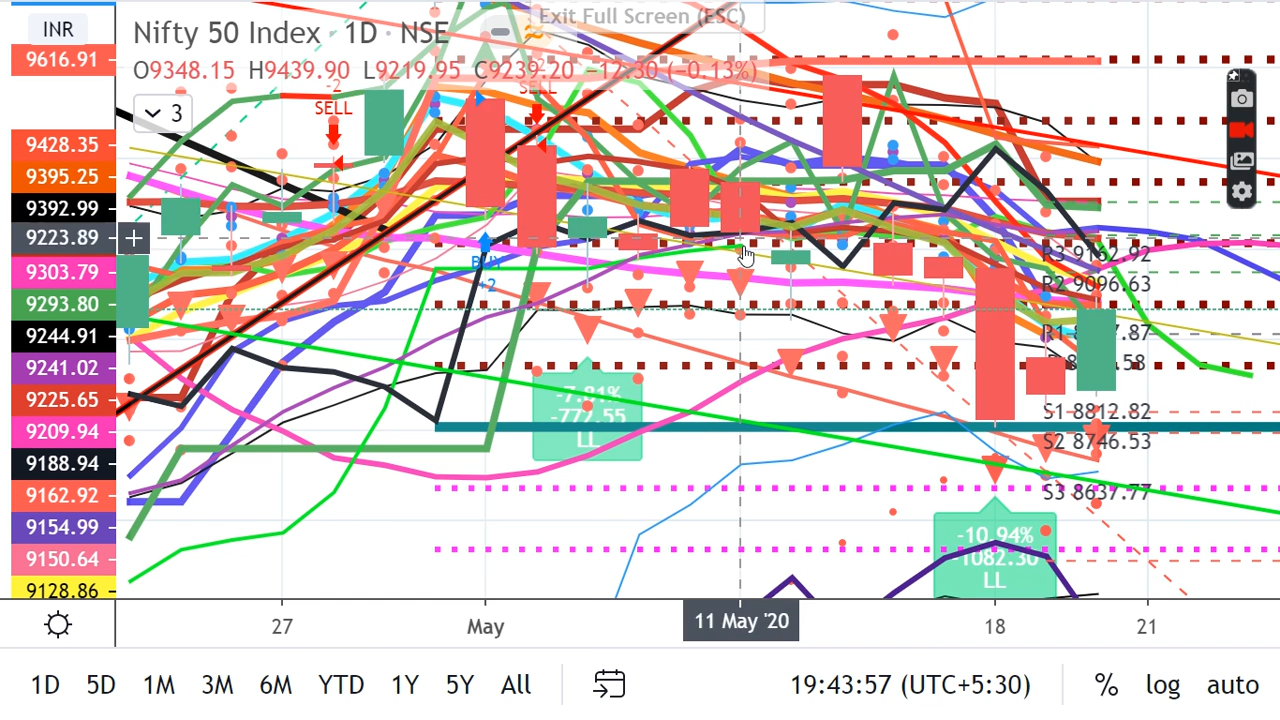 Exit Full Screen (ESC)
INR
Nifty 50 Index · 1D · NSE
9616.91
O9348.15 H9439.90 L9219.95 C9239.20 −12.30 (−0.13%)
-2
SELL
SELL
3
9428.35
9395.25
9392.99
9223.89
9303.79
9293.80
9244.91
9241.02
9225.65
9209.94
9188.94
9162.92
9154.99
9150.64
9128.86
BUY
+2
R3 9162.92
R2 9096.63
S1 8812.82
S2 8746.53
S3 8637.77
-7.81%
-772.55
LL
-10.94%
LL
27
May
11 May '20
18
21
1D 5D 1M 3M 6M YTD 1Y 5Y All
19:43:57 (UTC+5:30)
% log auto